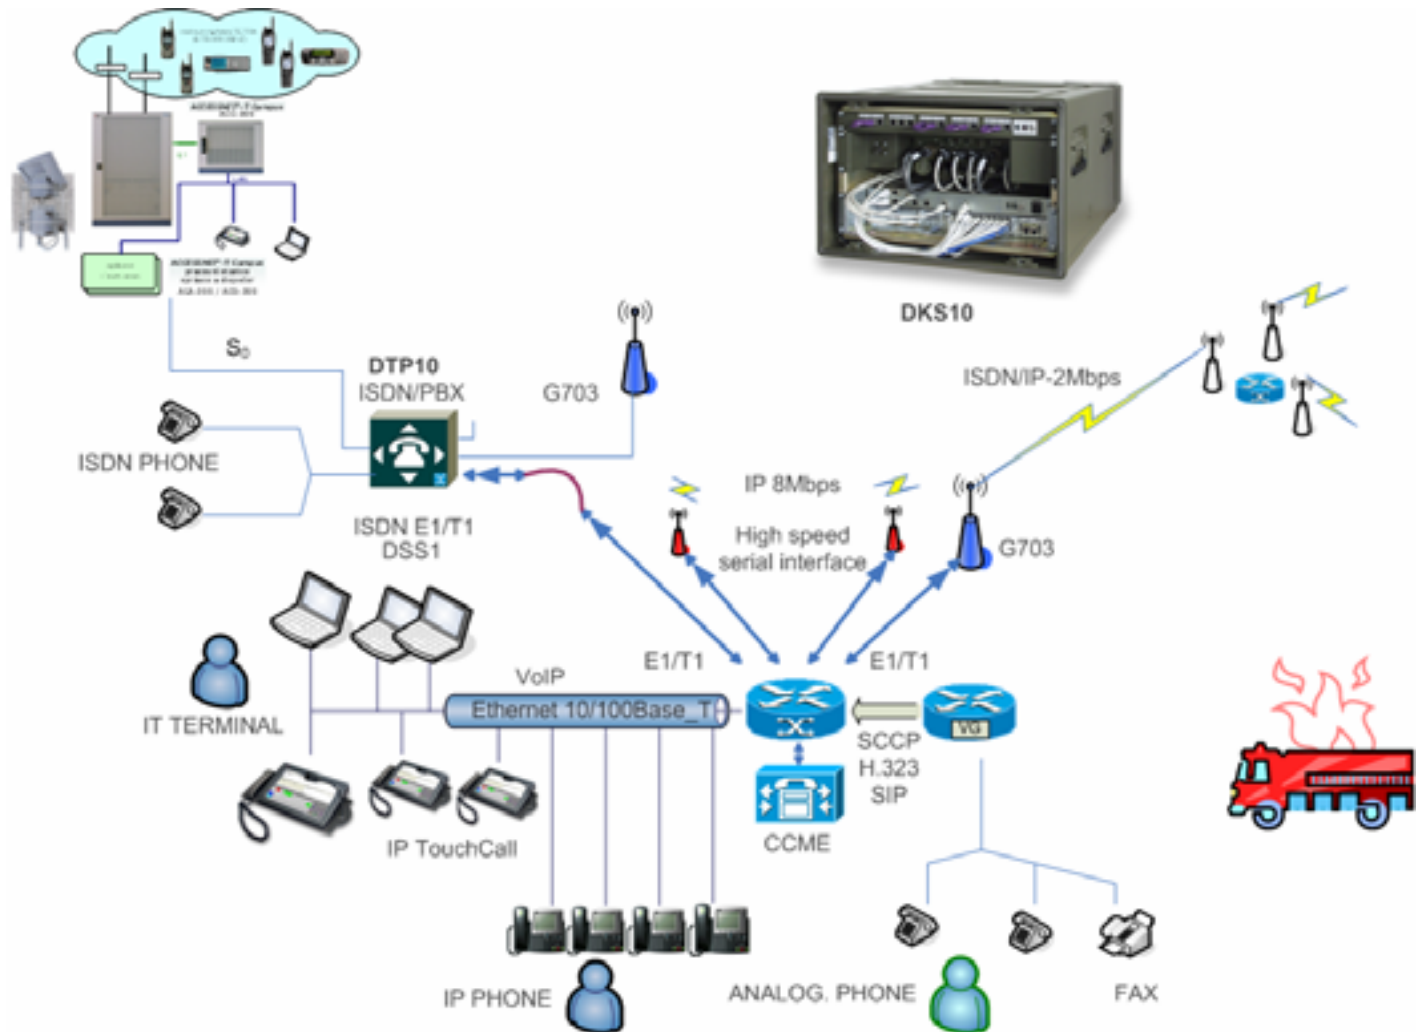 DKS10
S0
DTP10
ISDN/PBX
G703
ISDN/IP-2Mbps
ISDN PHONE
IP 8Mbps
ISDN E1/T1
DSS1
High speed
serial interface
G703
E1/T1
E1/T1
VoIP
IT TERMINAL
Ethernet 10/100Base_T
VG
SCCP
H.323
SIP
IP TouchCall
CCME
IP PHONE
ANALOG. PHONE
FAX